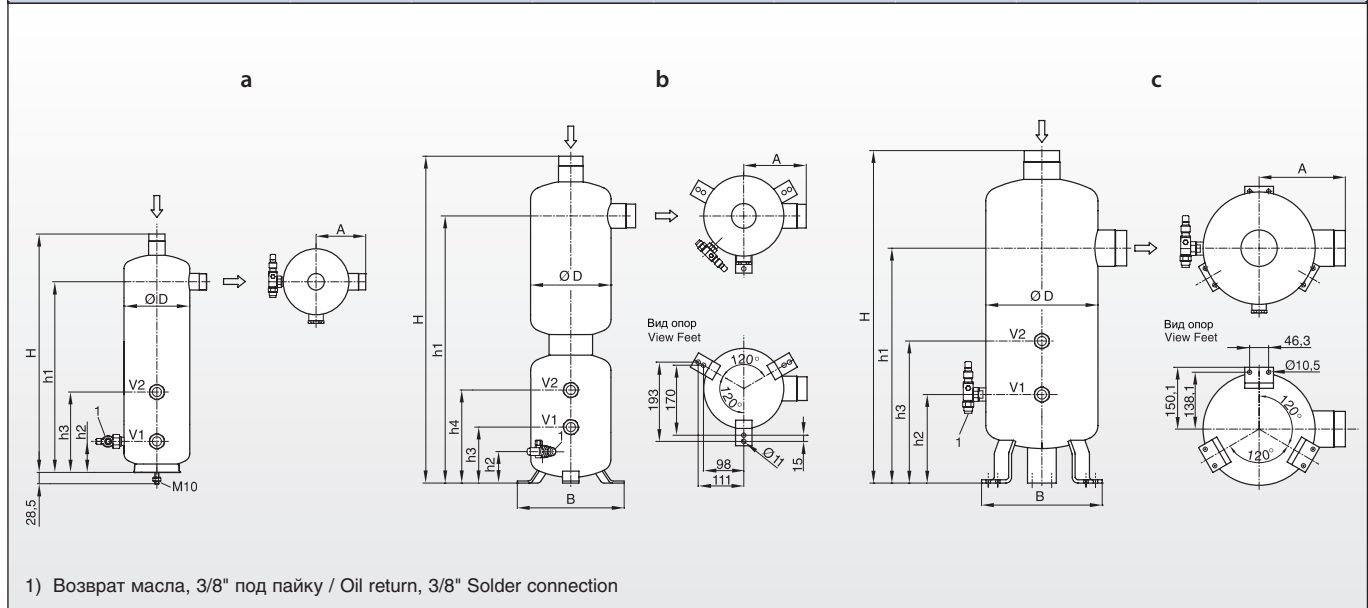 a
b
c
H
h1
h3
h2
28,5
Ø D
V2
V1
1
M10
A
H
h1
h4
h3
h2
Ø D
V2
V1
1
B
A
Вид опор
View Feet
120°
120°
193
170
98
111
Ø11
15
H
h1
h3
h2
Ø D
V2
V1
1
B
A
Вид опор
View Feet
46,3
Ø10,5
150,1
138,1
120°
120°
1) Возврат масла, 3/8" под пайку / Oil return, 3/8" Solder connection